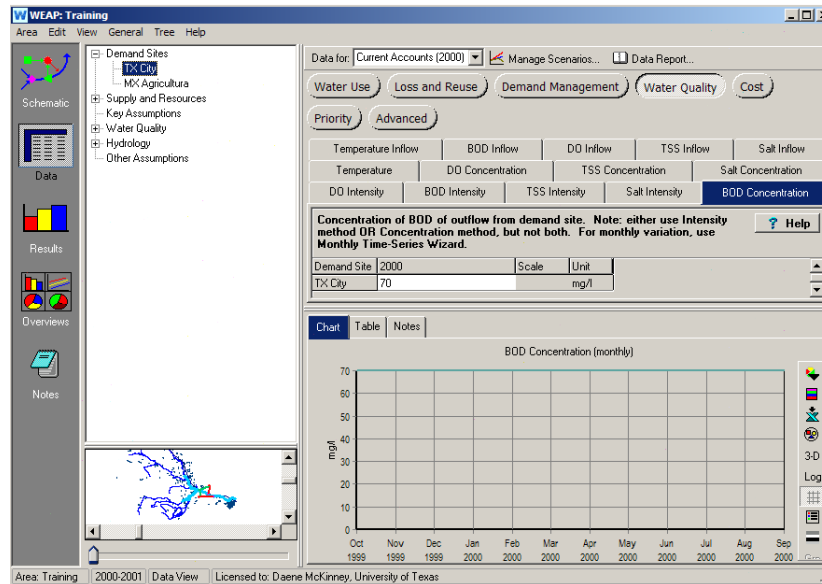 WEAP: Training
Area Edit View General Tree Help
Schematic
Data
Results
Overviews
Notes
Demand Sites
TX City
MX Agricultura
Supply and Resources
Key Assumptions
Water Quality
Hydrology
Other Assumptions
Data for: Current Accounts (2000) Manage Scenarios... Data Report...
Water Use Loss and Reuse Demand Management Water Quality Cost
Priority Advanced
Temperature Inflow BOD Inflow DO Inflow TSS Inflow Salt Inflow
Temperature DO Concentration TSS Concentration Salt Concentration
DO Intensity BOD Intensity TSS Intensity Salt Intensity BOD Concentration
Concentration of BOD of outflow from demand site. Note: either use Intensity
method OR Concentration method, but not both. For monthly variation, use
Monthly Time-Series Wizard.
? Help
Demand Site 2000 Scale Unit
TX City 70 mg/l
Chart Table Notes
BOD Concentration (monthly)
70
60
50
40
30
20
10
0
mg/l
Oct Nov Dec Jan Feb Mar Apr May Jun Jul Aug Sep
1999 1999 1999 2000 2000 2000 2000 2000 2000 2000 2000 2000
3-D
Log
Area: Training 2000-2001 Data View Licensed to: Daene McKinney, University of Texas